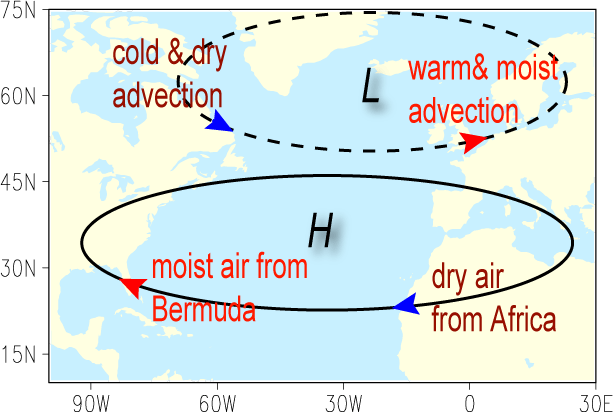 75N
60N
45N
30N
15N
cold & dry
advection
L
warm& moist
advection
H
moist air from
Bermuda
dry air
from Africa
90W 60W 30W 0 30E